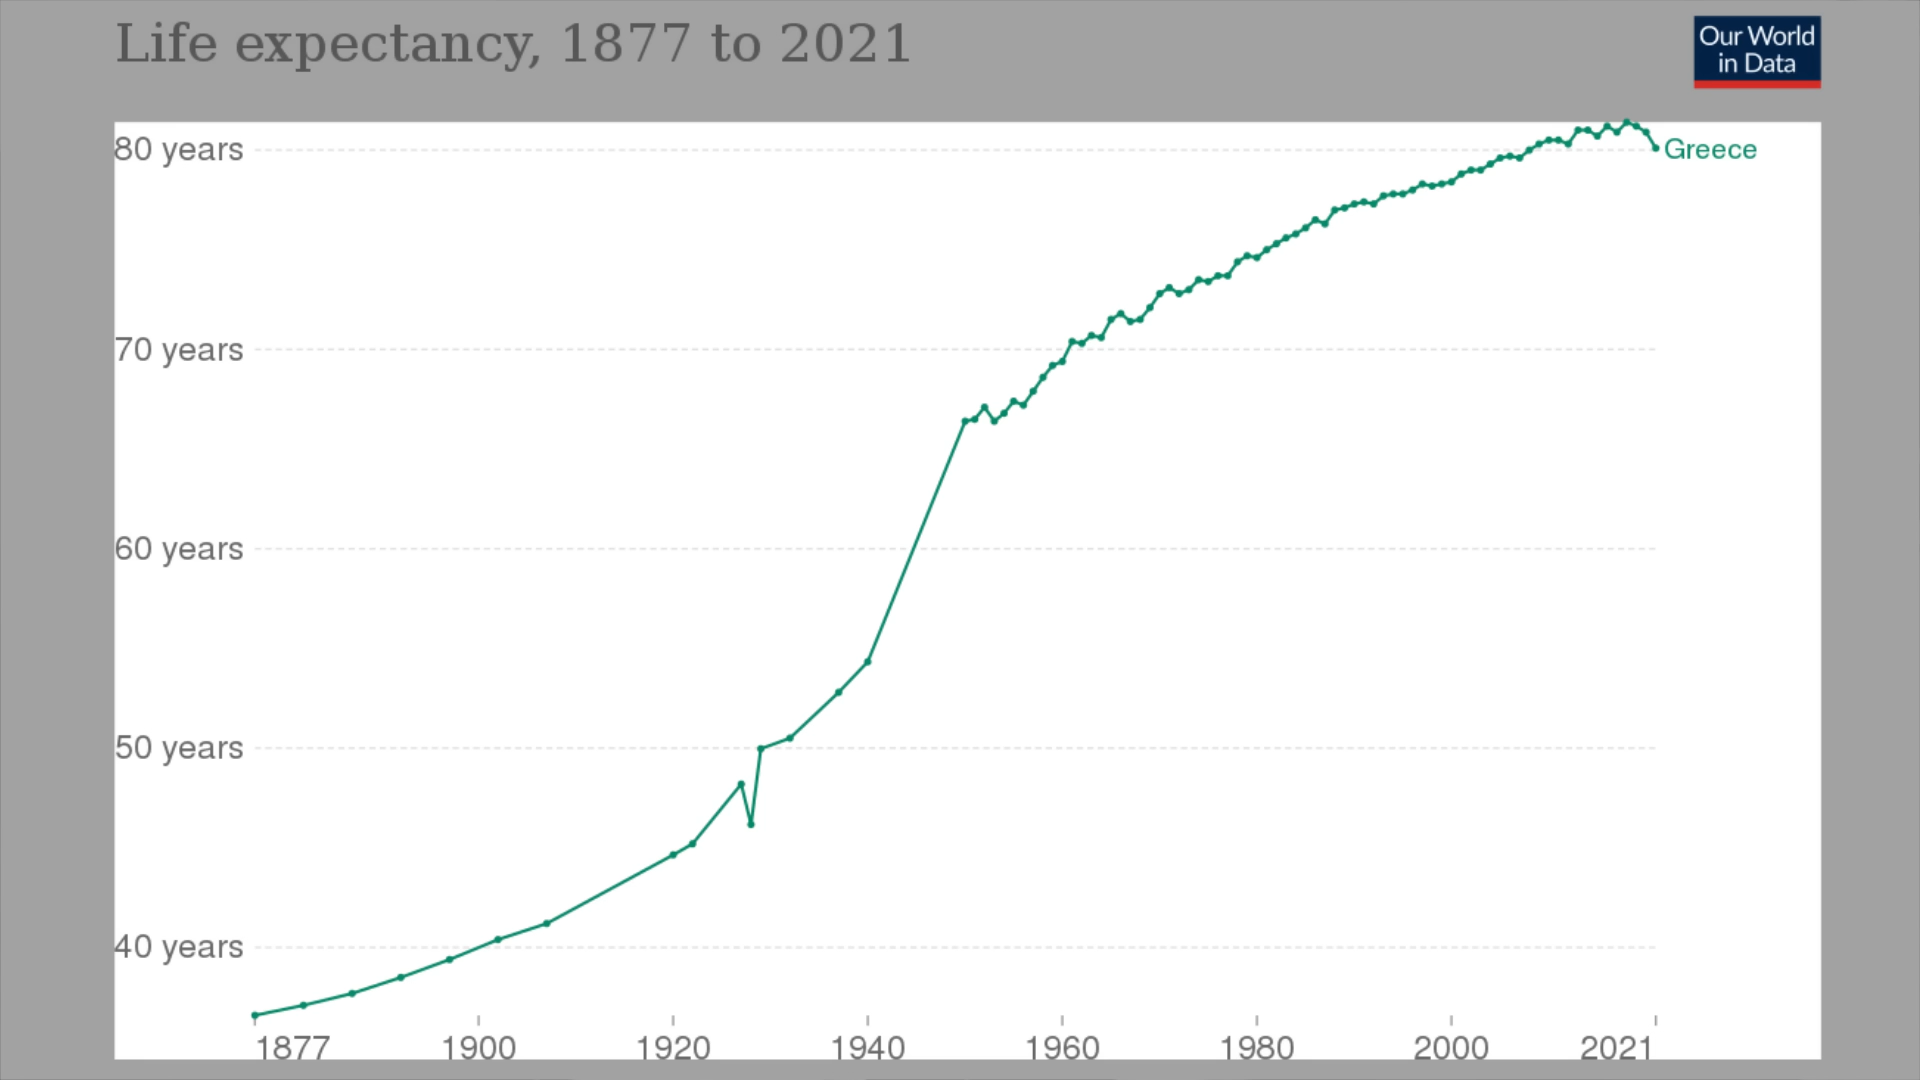 Life expectancy, 1877 to 2021
Our World
in Data
80 years
Greece
70 years
60 years
50 years
40 years
1877 1900 1920 1940 1960 1980 2000 2021